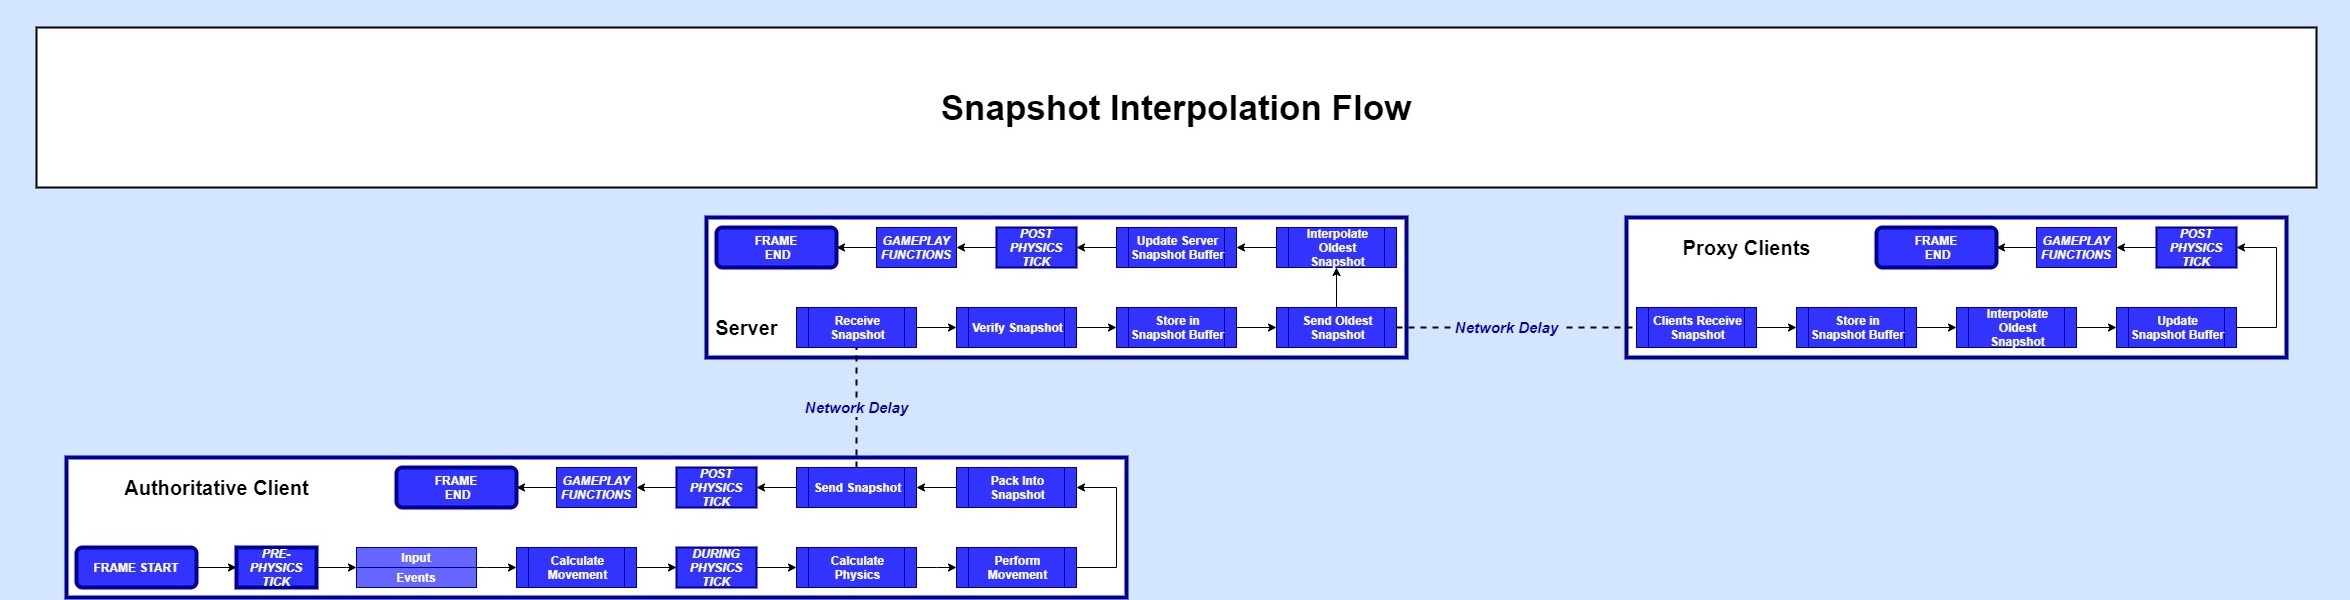 Snapshot Interpolation Flow
FRAME
END
GAMEPLAY
FUNCTIONS
POST
PHYSICS
TICK
Update Server
Snapshot Buffer
Interpolate
Oldest
Snapshot
Server
Receive
Snapshot
Verify Snapshot
Store in
Snapshot Buffer
Send Oldest
Snapshot
Network Delay
Proxy Clients
FRAME
END
GAMEPLAY
FUNCTIONS
POST
PHYSICS
TICK
Clients Receive
Snapshot
Store in
Snapshot Buffer
Interpolate
Oldest
Snapshot
Update
Snapshot Buffer
Network Delay
Authoritative Client
FRAME
END
GAMEPLAY
FUNCTIONS
POST
PHYSICS
TICK
Send Snapshot
Pack Into
Snapshot
FRAME START
PRE-
PHYSICS
TICK
Input
Events
Calculate
Movement
DURING
PHYSICS
TICK
Calculate
Physics
Perform
Movement